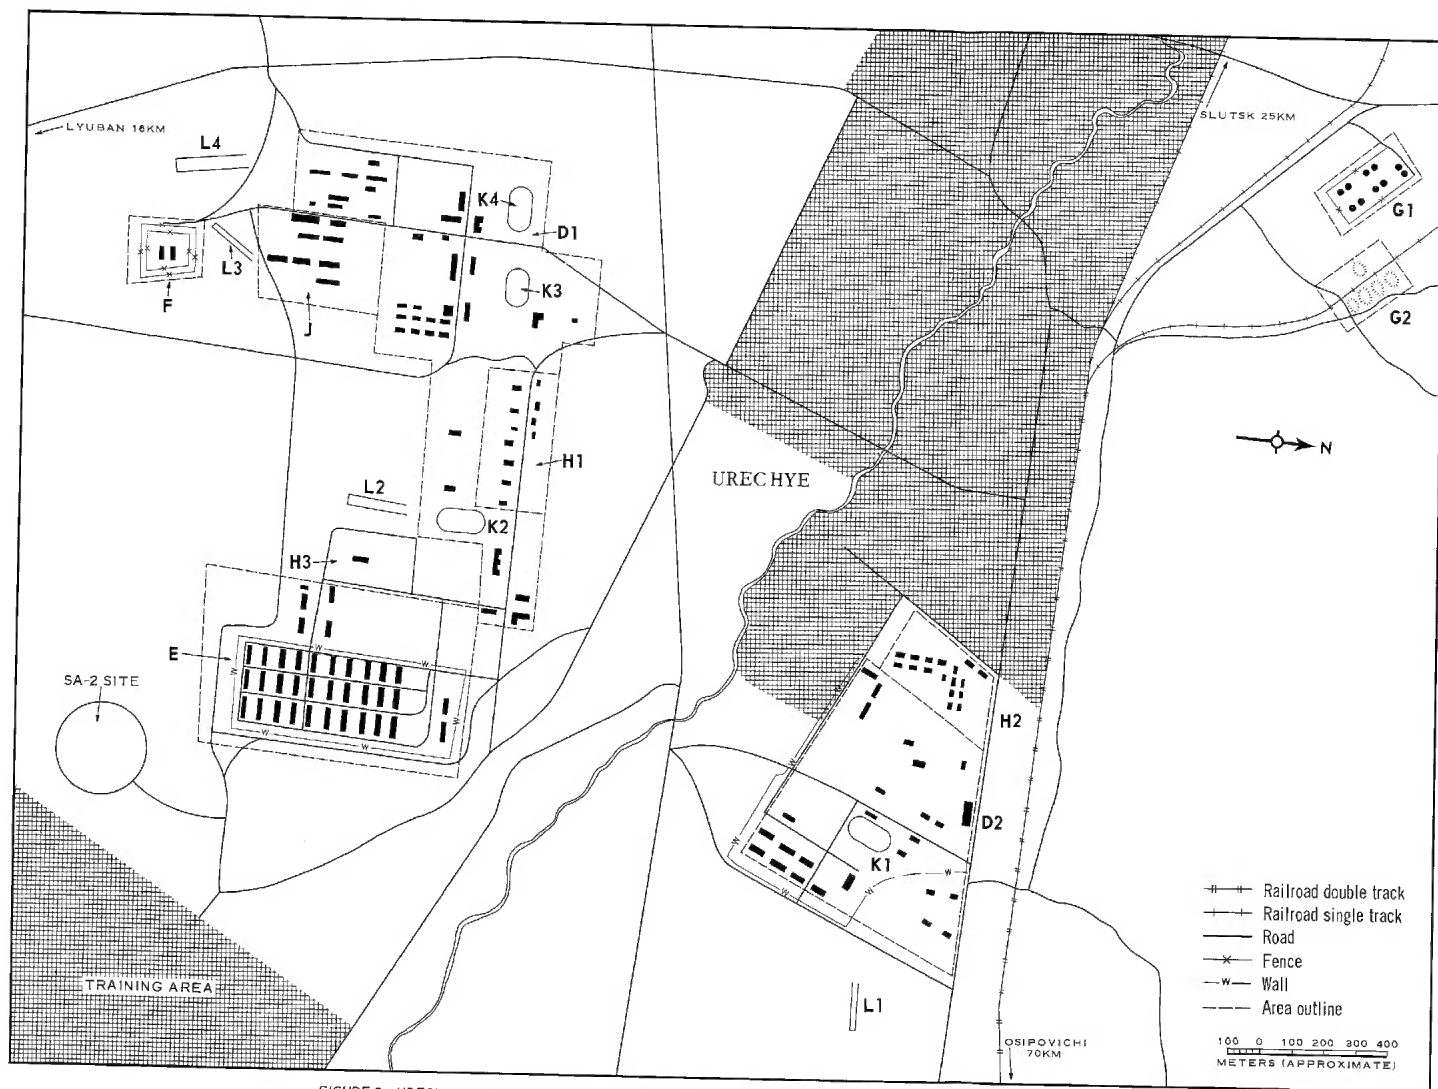 LYUBAN 16KM
SLUTSK 25KM
L4
K4
D1
G1
L3
F
J
K3
G2
H1
N
L2
K2
URECHYE
H3
E
SA-2 SITE
H2
D2
K1
TRAINING AREA
L1
OSIPOVICHI
70KM
Railroad double track
Railroad single track
Road
Fence
W Wall
Area outline
100 0 100 200 300 400
METERS (APPROXIMATE)